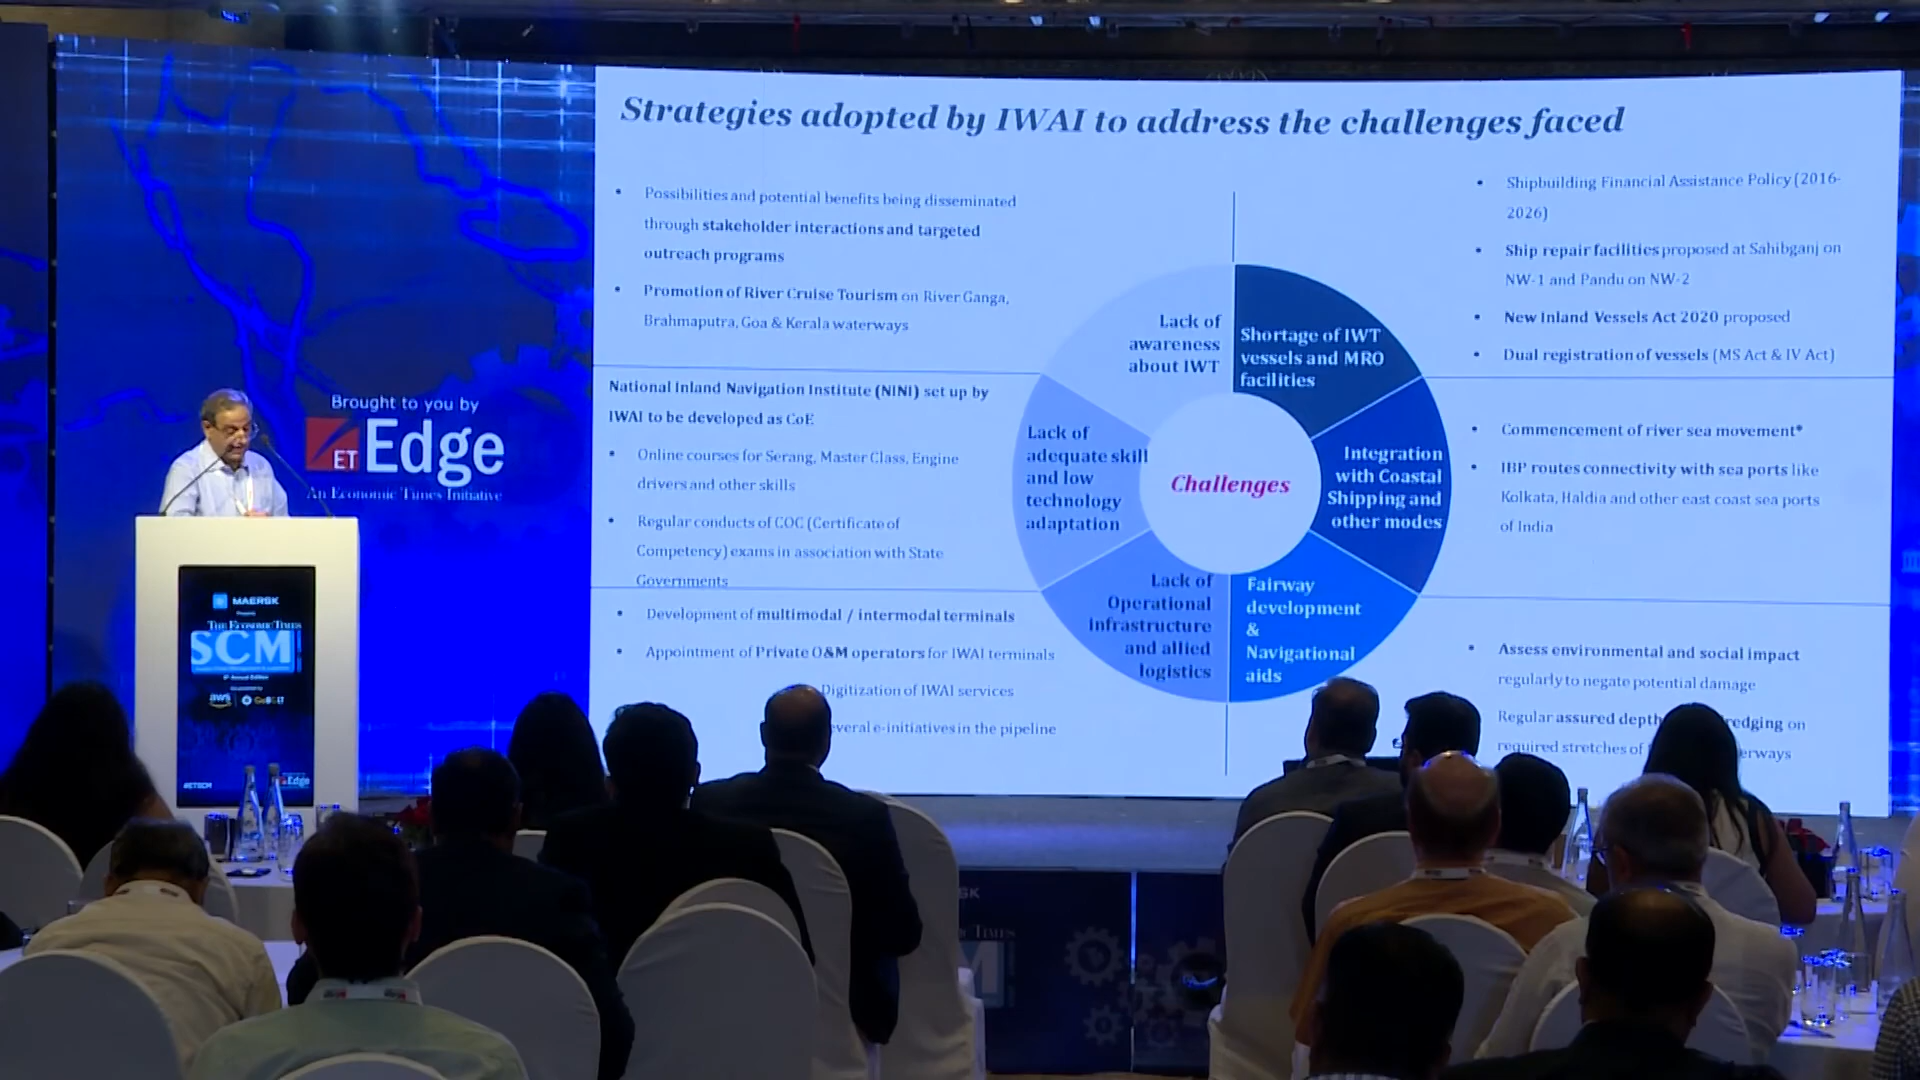 Strategies adopted by IWAI to address the challenges faced
• Possibilities and potential benefits being disseminated
through stakeholder interactions and targeted
outreach programs
• Promotion of River Cruise Tourism on River Ganga,
Brahmaputra, Goa & Kerala waterways
National Inland Navigation Institute (NINI) set up by
IWAI to be developed as CoE
• Online courses for Serang, Master Class, Engine
drivers and other skills
• Regular conducts of COC (Certificate of
Competency) exams in association with State
Governments
• Development of multimodal / intermodal terminals
• Appointment of Private O&M operators for IWAI terminals
Digitization of IWAI services
everal e-initiatives in the pipeline
Lack of
awareness
about IWT
Shortage of IWT
vessels and MRO
facilities
Lack of
adequate skill
and low
technology
adaptation
Challenges
Integration
with Coastal
Shipping and
other modes
Lack of
Operational
infrastructure
and allied
logistics
Fairway
development
&
Navigational
aids
• Shipbuilding Financial Assistance Policy (2016-
2026)
• Ship repair facilities proposed at Sahibganj on
NW-1 and Pandu on NW-2
• New Inland Vessels Act 2020 proposed
• Dual registration of vessels (MS Act & IV Act)
• Commencement of river sea movement*
• IBP routes connectivity with sea ports like
Kolkata, Haldia and other east coast sea ports
of India
• Assess environmental and social impact
regularly to negate potential damage
Regular assured depth redging on
required stretches of erways
Brought to you by
ET Edge
An Economic Times Initiative
MAERSK
THE ECONOMIC TIMES
SCM
aws
#ETSCM
Edge
SK
TIMES
M